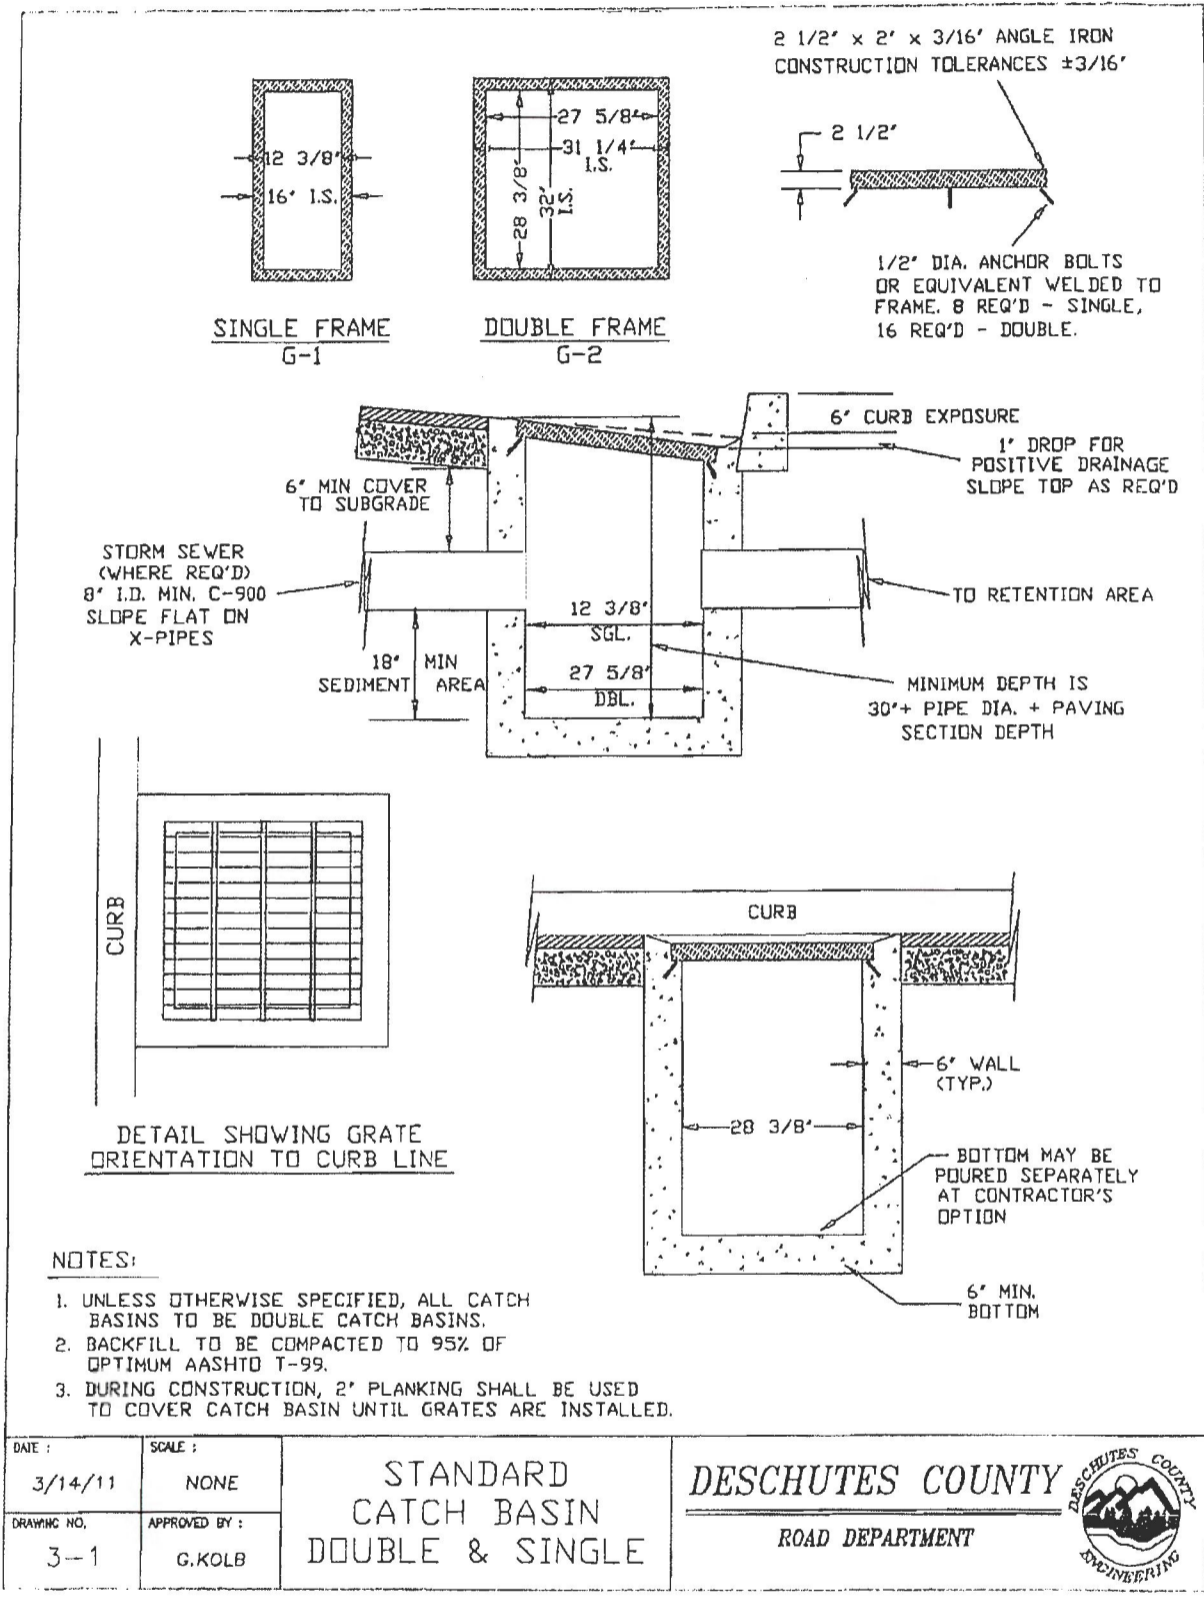 2 1/2" x 2" x 3/16" ANGLE IRON
CONSTRUCTION TOLERANCES ±3/16"
12 3/8"
16" I.S.
SINGLE FRAME
G-1
27 5/8"
31 1/4"
I.S.
28 3/8"
32"
I.S.
DOUBLE FRAME
G-2
2 1/2"
1/2" DIA. ANCHOR BOLTS
OR EQUIVALENT WELDED TO
FRAME. 8 REQ'D - SINGLE,
16 REQ'D - DOUBLE.
6" CURB EXPOSURE
1" DROP FOR
POSITIVE DRAINAGE
SLOPE TOP AS REQ'D
6" MIN COVER
TO SUBGRADE
STORM SEWER
(WHERE REQ'D)
8" I.D. MIN. C-900
SLOPE FLAT ON
X-PIPES
TO RETENTION AREA
12 3/8"
SGL.
27 5/8"
DBL.
18" MIN
SEDIMENT AREA
MINIMUM DEPTH IS
30"+ PIPE DIA. + PAVING
SECTION DEPTH
CURB
DETAIL SHOWING GRATE
ORIENTATION TO CURB LINE
CURB
6" WALL
(TYP.)
28 3/8"
BOTTOM MAY BE
POURED SEPARATELY
AT CONTRACTOR'S
OPTION
6" MIN.
BOTTOM
NOTES:
1. UNLESS OTHERWISE SPECIFIED, ALL CATCH
BASINS TO BE DOUBLE CATCH BASINS.
2. BACKFILL TO BE COMPACTED TO 95% OF
OPTIMUM AASHTO T-99.
3. DURING CONSTRUCTION, 2" PLANKING SHALL BE USED
TO COVER CATCH BASIN UNTIL GRATES ARE INSTALLED.
DATE :
3/14/11
SCALE :
NONE
DRAWING NO.
3-1
APPROVED BY :
G.KOLB
STANDARD
CATCH BASIN
DOUBLE & SINGLE
DESCHUTES COUNTY
ROAD DEPARTMENT
DESCHUTES COUNTY
ENGINEERING